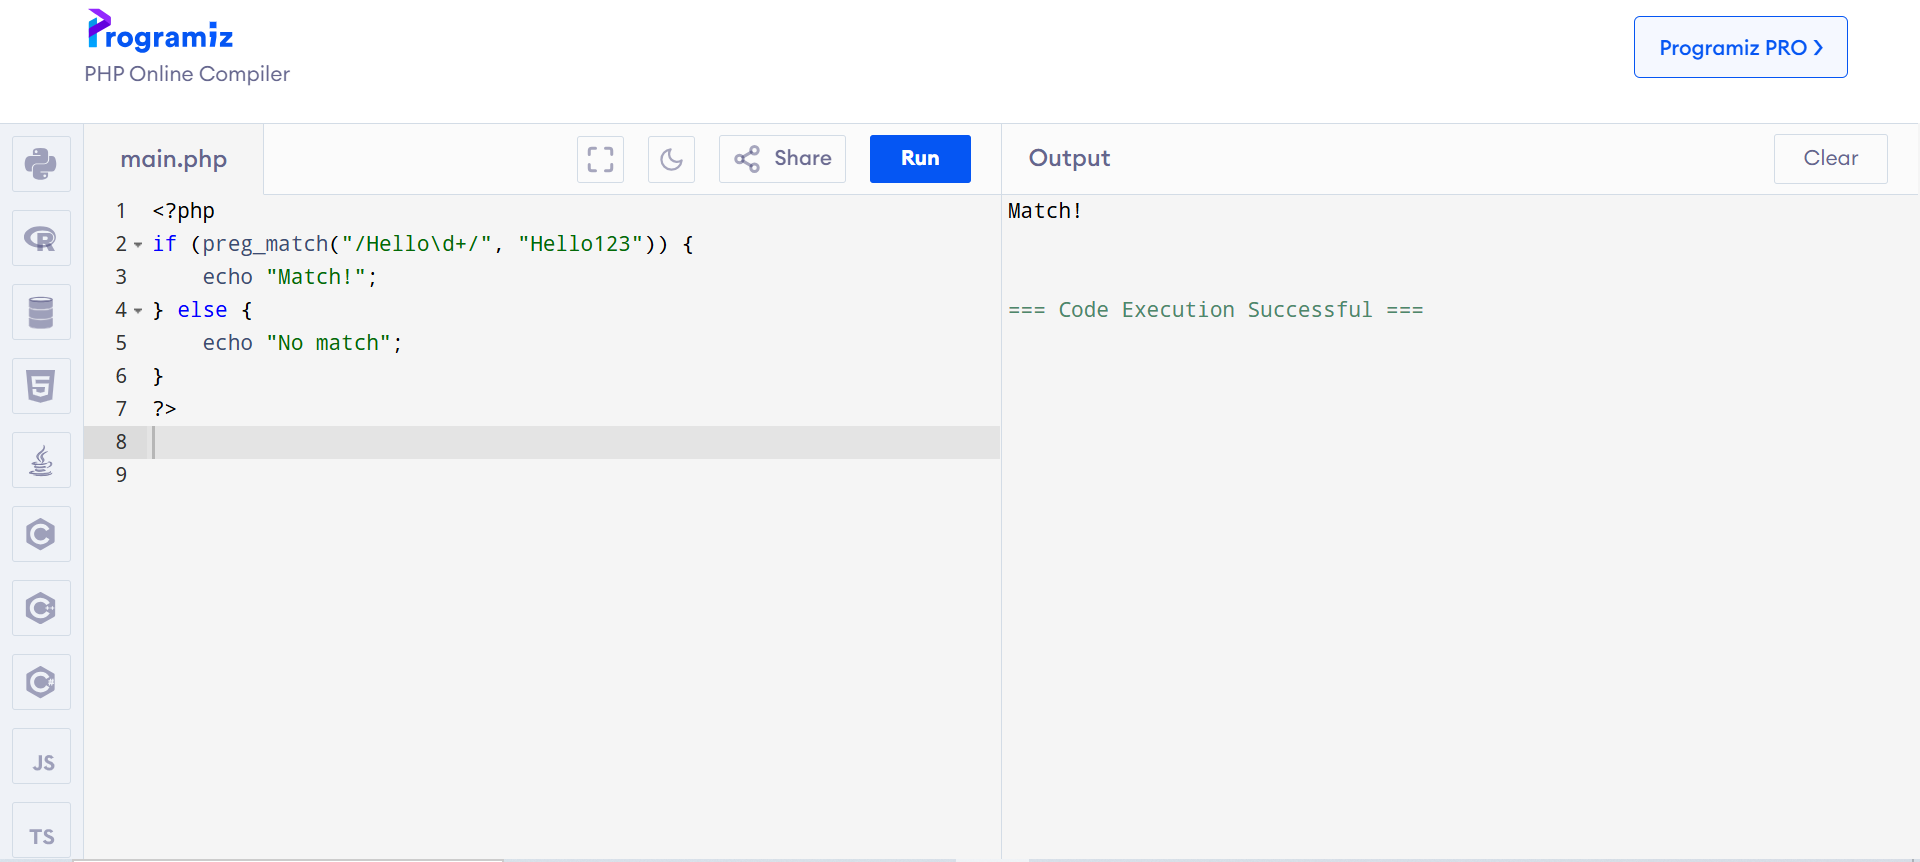 Programiz
PHP Online Compiler
Programiz PRO ❯
main.php
Share
Run
Output
Clear
1 <?php
2 if (preg_match("/Hello\d+/", "Hello123")) {
3     echo "Match!";
4 } else {
5     echo "No match";
6 }
7 ?>
8
9
Match!
=== Code Execution Successful ===
R
5
C
C++
C#
JS
TS